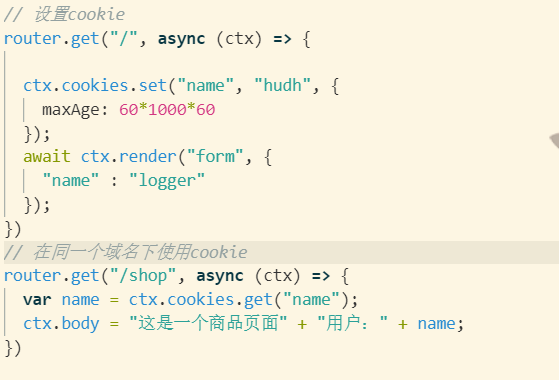 // 设置cookie
router.get("/", async (ctx) => {
ctx.cookies.set("name", "hudh", {
maxAge: 60*1000*60
});
await ctx.render("form", {
"name" : "logger"
});
})
// 在同一个域名下使用cookie
router.get("/shop", async (ctx) => {
var name = ctx.cookies.get("name");
ctx.body = "这是一个商品页面" + "用户：" + name;
})